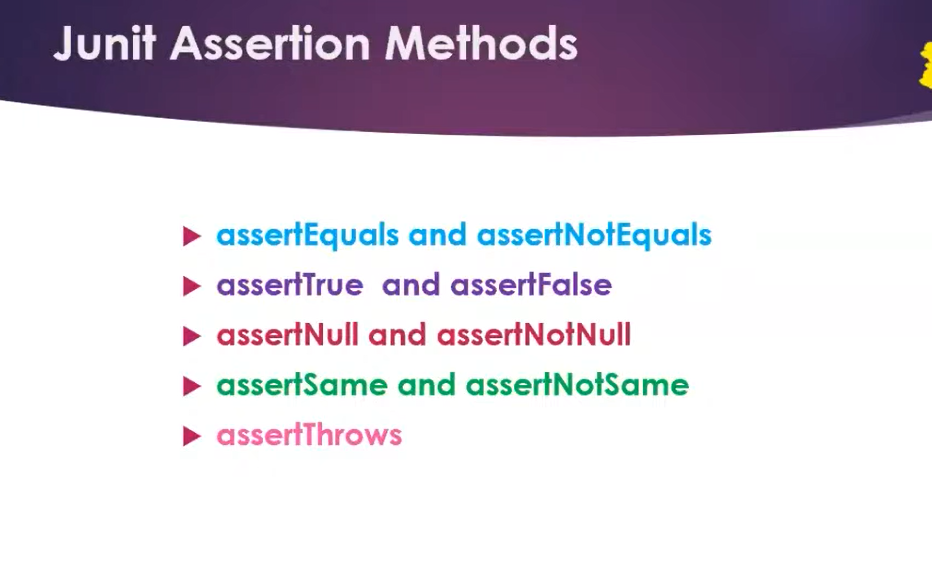 Junit Assertion Methods
assertEquals and assertNotEquals
assertTrue and assertFalse
assertNull and assertNotNull
assertSame and assertNotSame
assertThrows